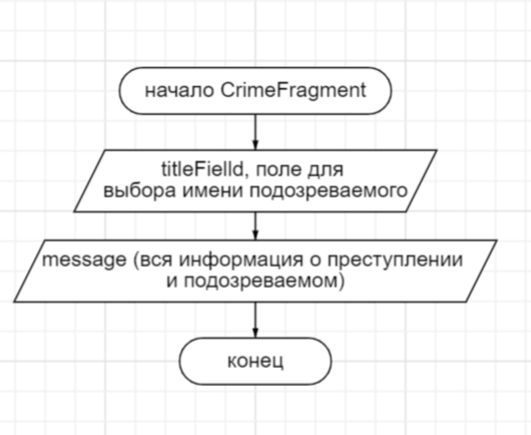 начало CrimeFragment
titleFielld, поле для
выбора имени подозреваемого
message (вся информация о преступлении
и подозреваемом)
конец